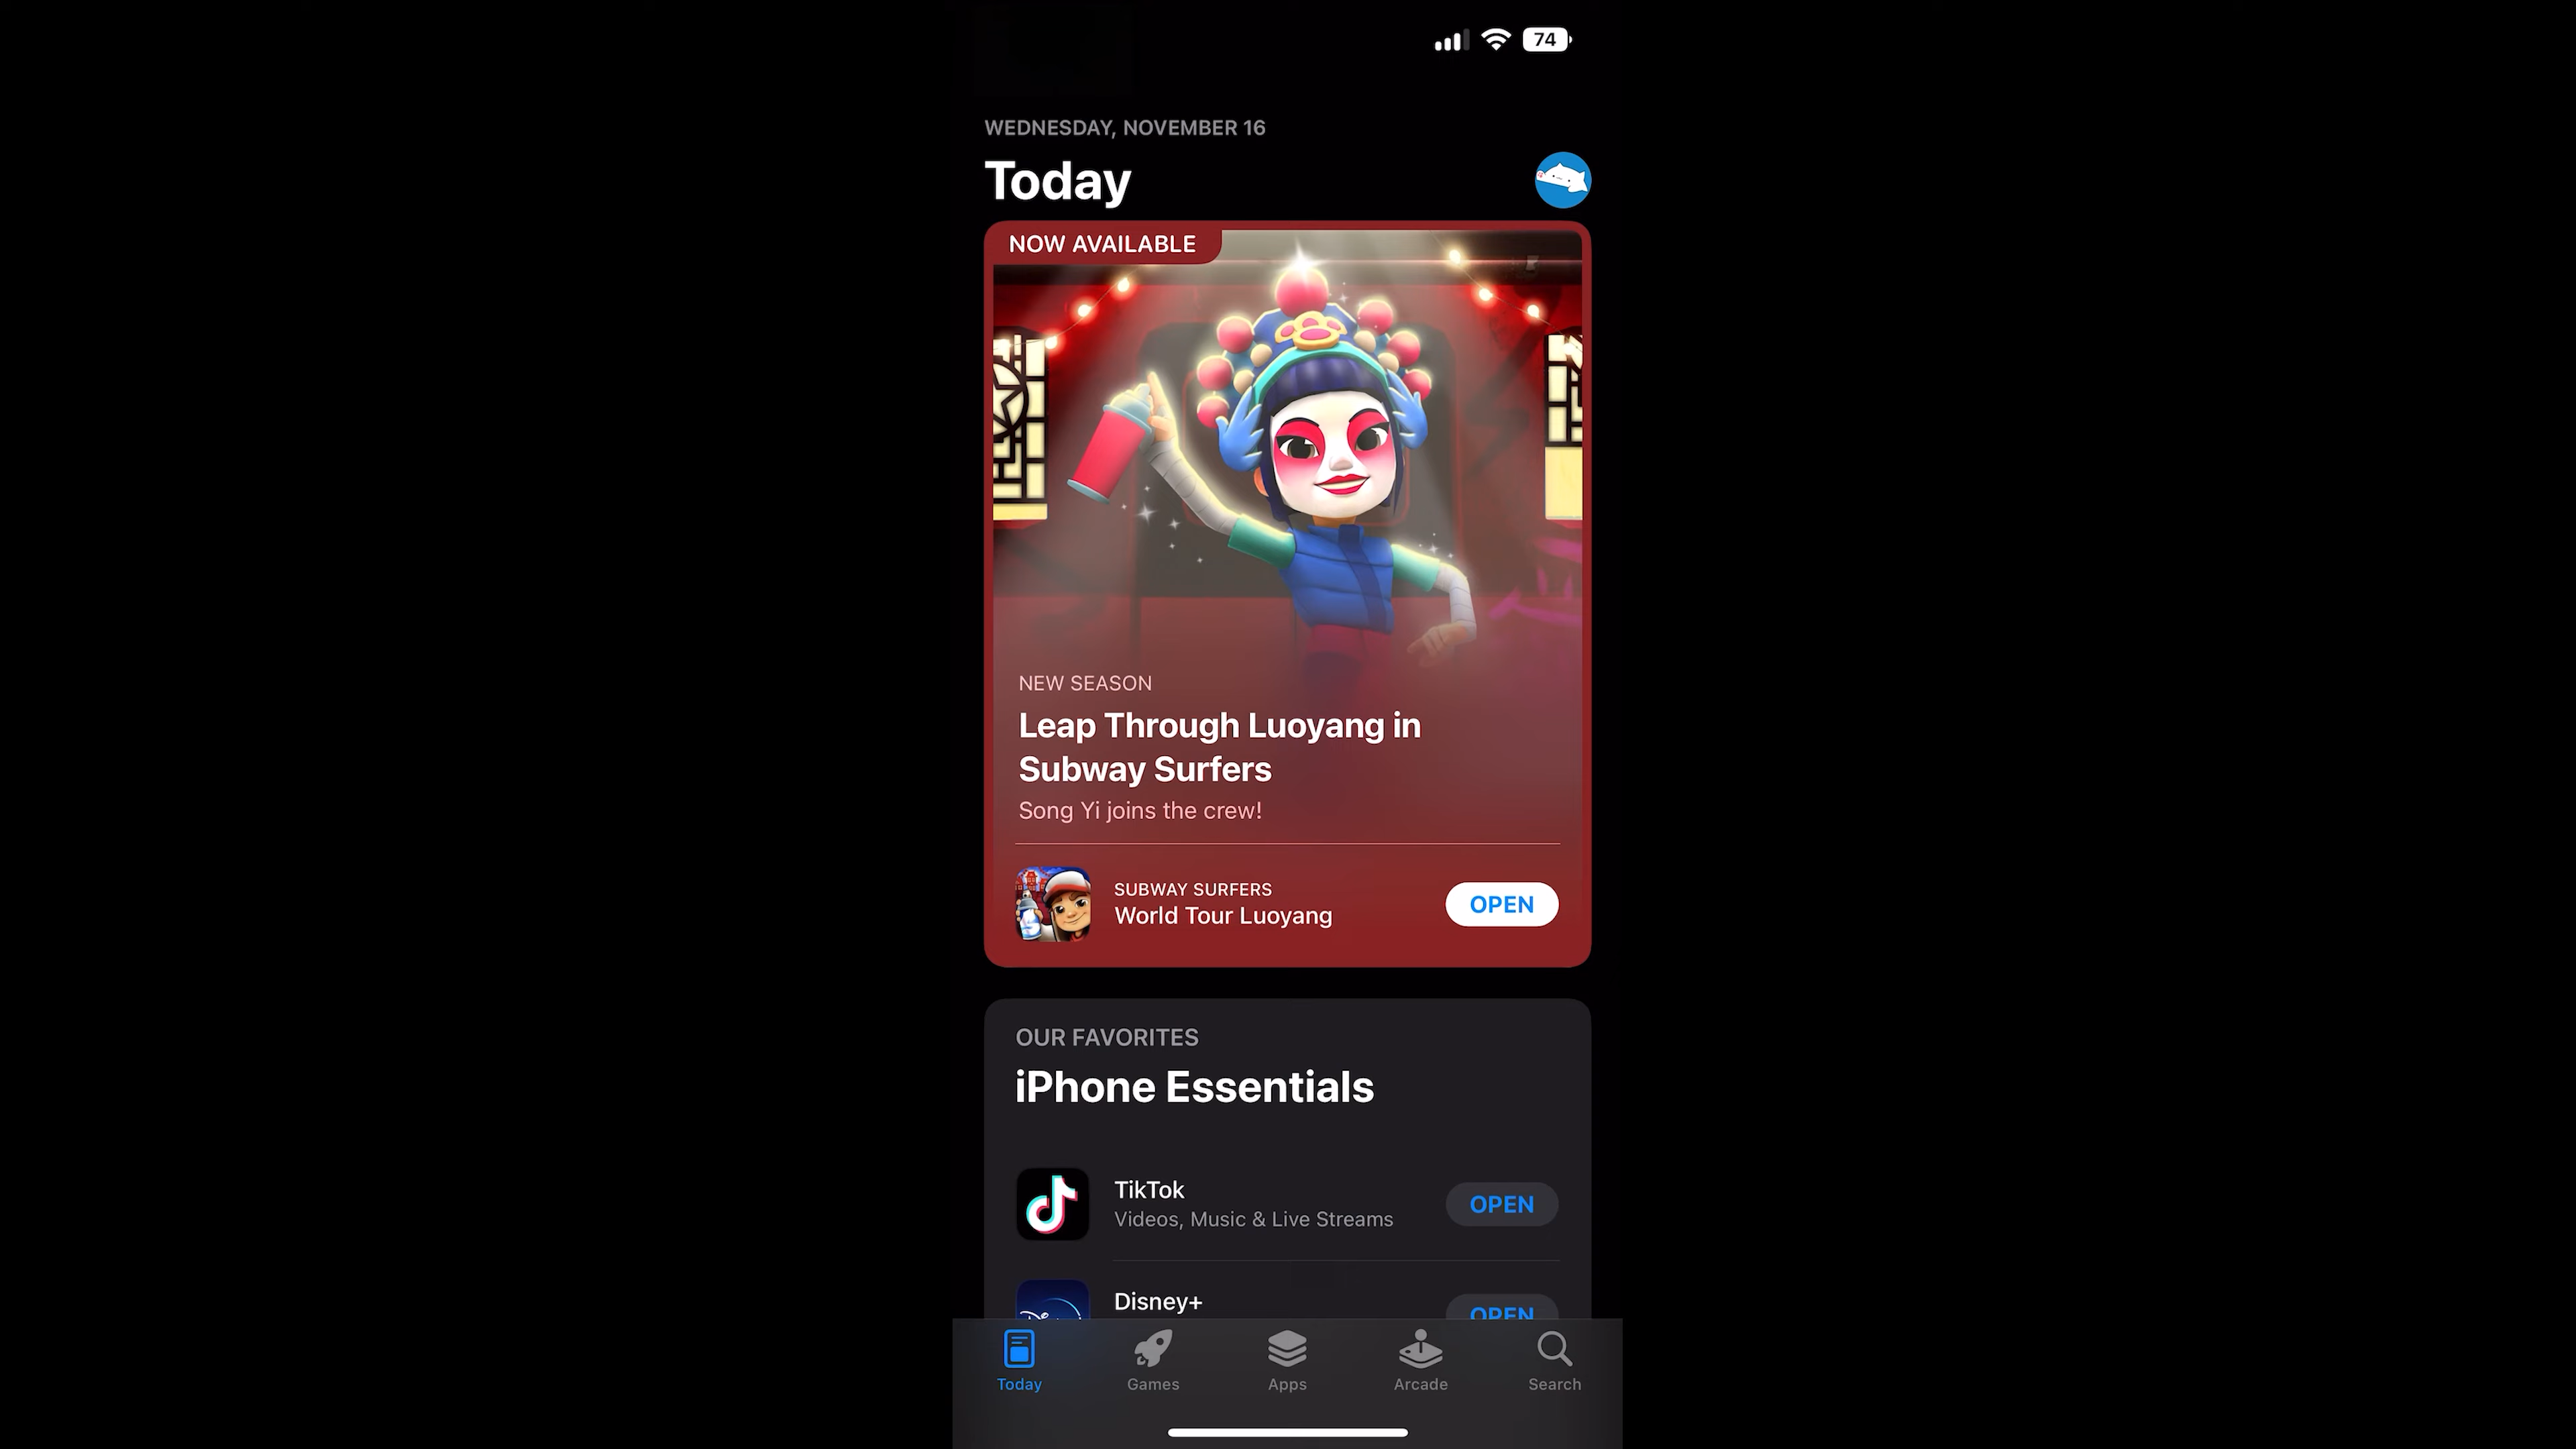 74
WEDNESDAY, NOVEMBER 16
Today
NOW AVAILABLE
NEW SEASON
Leap Through Luoyang in
Subway Surfers
Song Yi joins the crew!
SUBWAY SURFERS
World Tour Luoyang
OPEN
OUR FAVORITES
iPhone Essentials
TikTok
Videos, Music & Live Streams
OPEN
Disney+
OPEN
Today
Games
Apps
Arcade
Search